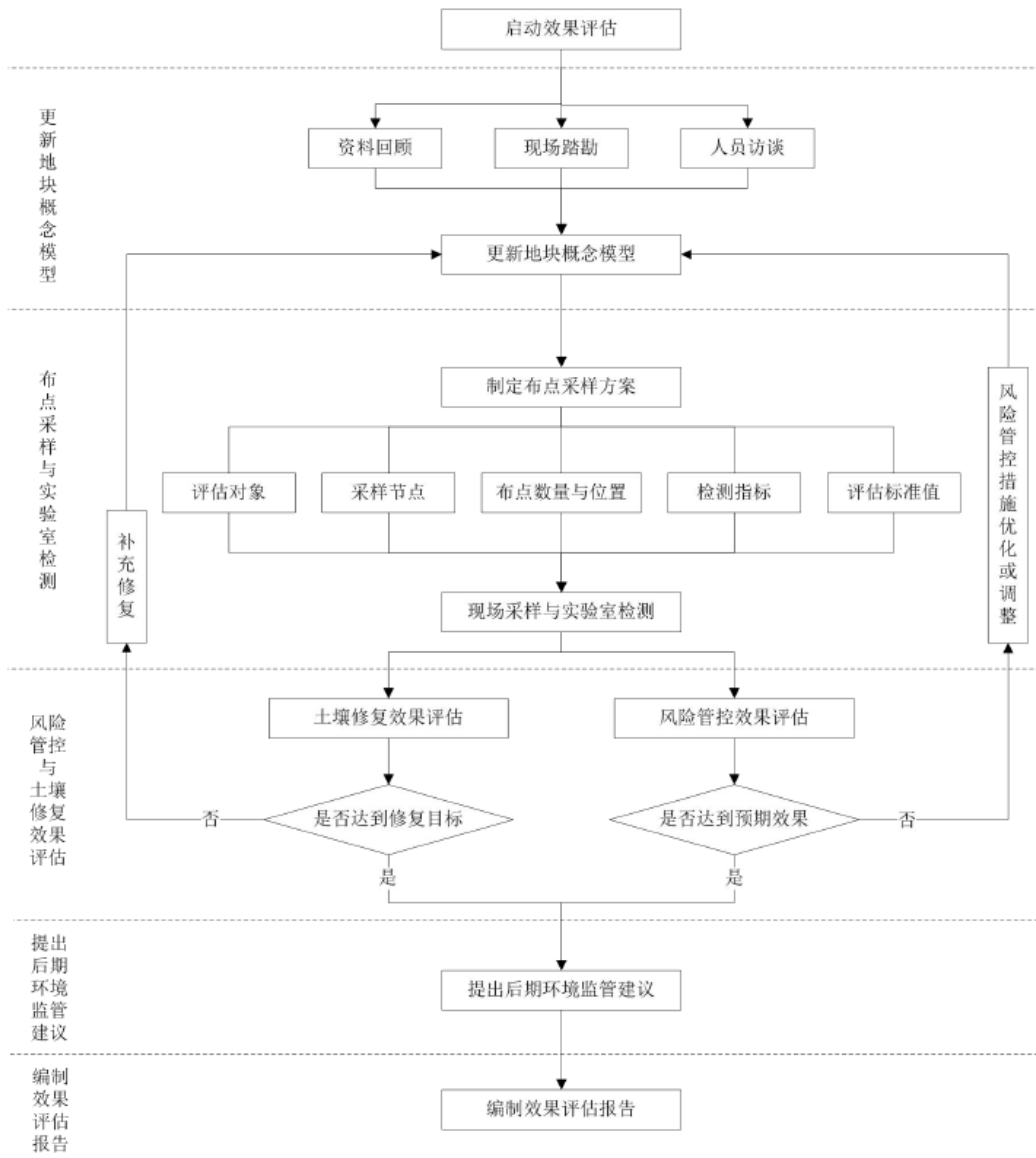 启动效果评估
更新地块概念模型
资料回顾
现场踏勘
人员访谈
更新地块概念模型
布点采样与实验室检测
制定布点采样方案
评估对象
采样节点
布点数量与位置
检测指标
评估标准值
补充修复
风险管控措施优化或调整
现场采样与实验室检测
风险
管控
与
土壤
修复
效果
评估
土壤修复效果评估
风险管控效果评估
否
是否达到修复目标
是否达到预期效果
否
是
是
提出
后期
环境
监管
建议
提出后期环境监管建议
编制
效果
评估
报告
编制效果评估报告